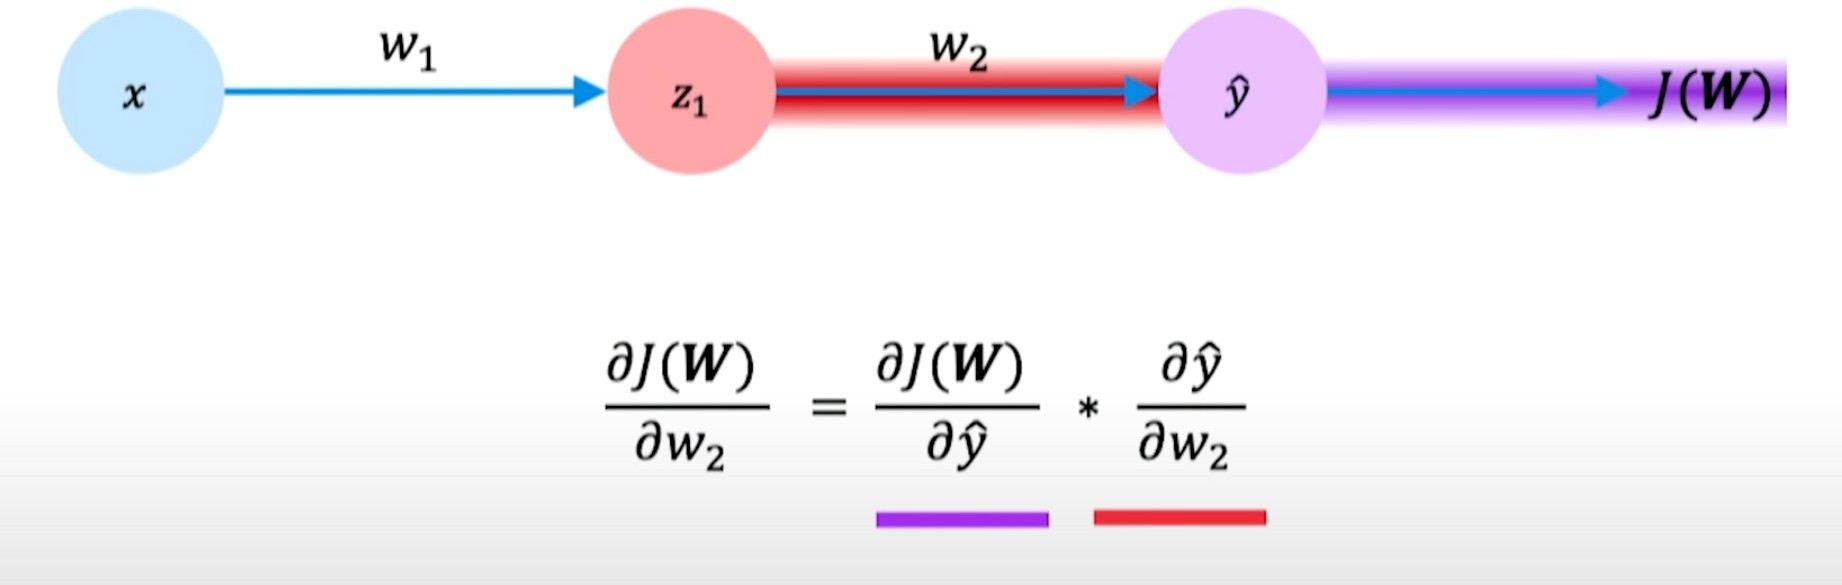 w₁ w₂
x z₁ ŷ J(W)
∂J(W)/∂w₂ = ∂J(W)/∂ŷ * ∂ŷ/∂w₂